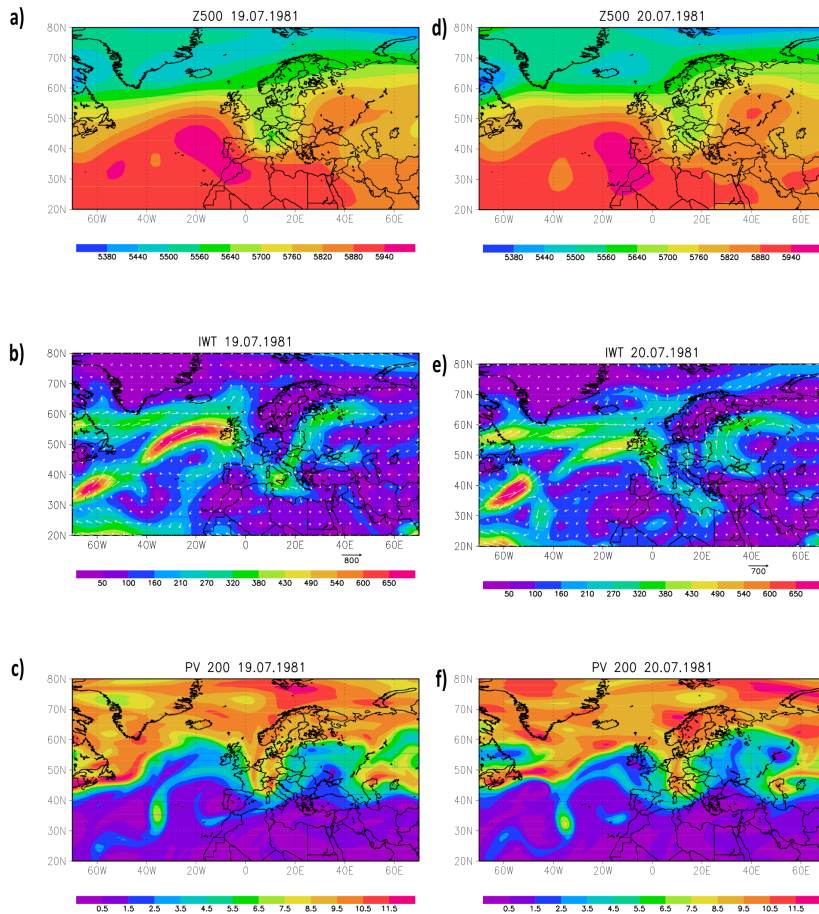 a)
Z500 19.07.1981
80N
70N
60N
50N
40N
30N
20N
60W 40W 20W 0 20E 40E 60E
5380 5440 5500 5560 5640 5700 5760 5820 5880 5940
d)
Z500 20.07.1981
80N
70N
60N
50N
40N
30N
20N
60W 40W 20W 0 20E 40E 60E
5380 5440 5500 5560 5640 5700 5760 5820 5880 5940
b)
IWT 19.07.1981
80N
70N
60N
50N
40N
30N
20N
60W 40W 20W 0 20E 40E 60E
800
50 100 160 210 270 320 380 430 490 540 600 650
e)
IWT 20.07.1981
80N
70N
60N
50N
40N
30N
20N
60W 40W 20W 0 20E 40E 60E
700
50 100 160 210 270 320 380 430 490 540 600 650
c)
PV 200 19.07.1981
80N
70N
60N
50N
40N
30N
20N
60W 40W 20W 0 20E 40E 60E
0.5 1.5 2.5 3.5 4.5 5.5 6.5 7.5 8.5 9.5 10.5 11.5
f)
PV 200 20.07.1981
80N
70N
60N
50N
40N
30N
20N
60W 40W 20W 0 20E 40E 60E
0.5 1.5 2.5 3.5 4.5 5.5 6.5 7.5 8.5 9.5 10.5 11.5